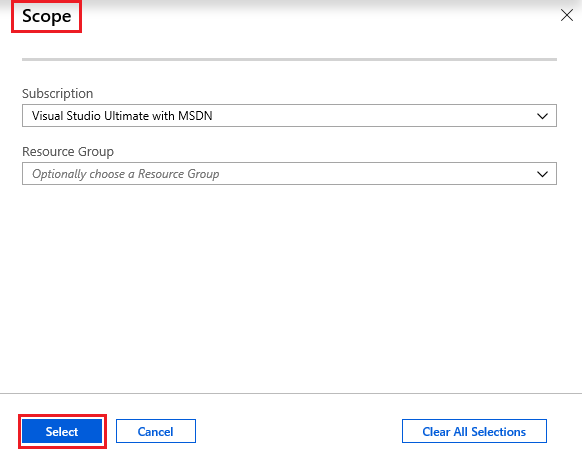 Scope
Subscription
Visual Studio Ultimate with MSDN
Resource Group
Optionally choose a Resource Group
Select
Cancel
Clear All Selections